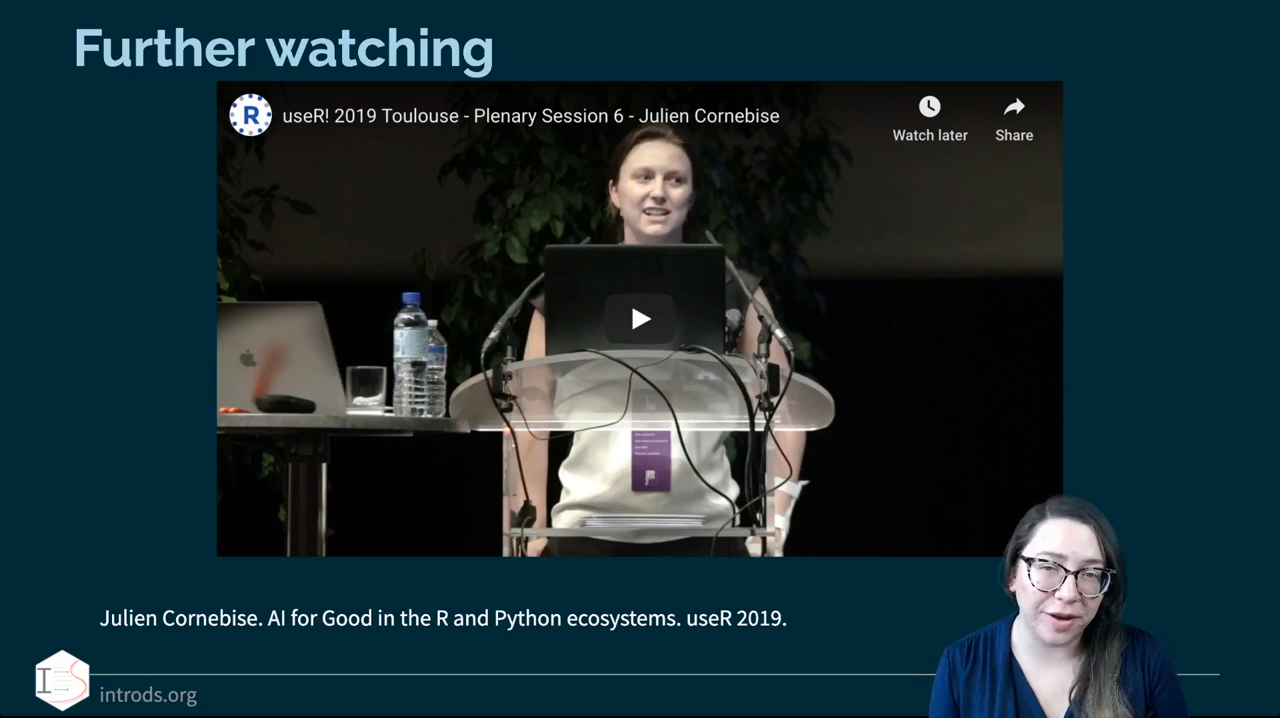 Further watching
R
useR! 2019 Toulouse - Plenary Session 6 - Julien Cornebise
Watch later
Share
Julien Cornebise. AI for Good in the R and Python ecosystems. useR 2019.
IS
introds.org